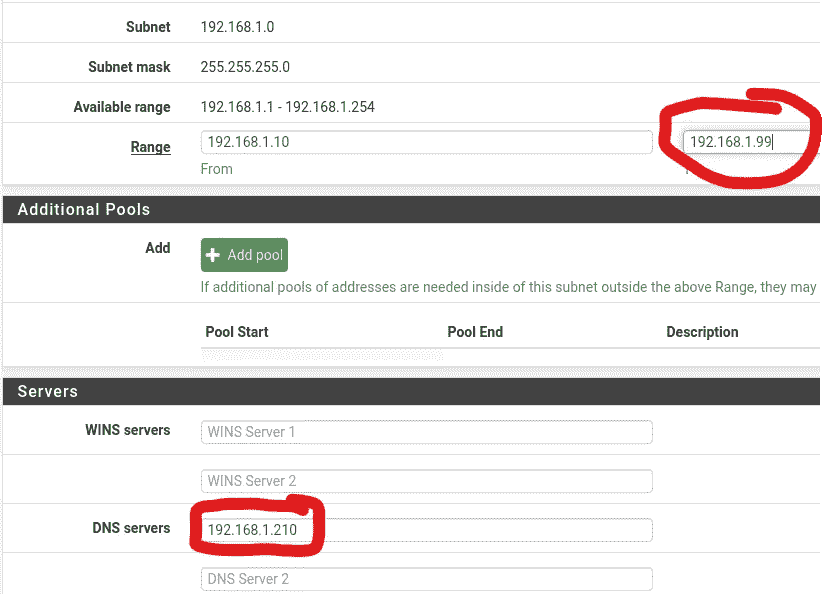 Subnet 192.168.1.0
Subnet mask 255.255.255.0
Available range 192.168.1.1 - 192.168.1.254
Range 192.168.1.10 192.168.1.99
From
Additional Pools
Add Add pool
If additional pools of addresses are needed inside of this subnet outside the above Range, they may
Pool Start Pool End Description
Servers
WINS servers WINS Server 1
WINS Server 2
DNS servers 192.168.1.210
DNS Server 2